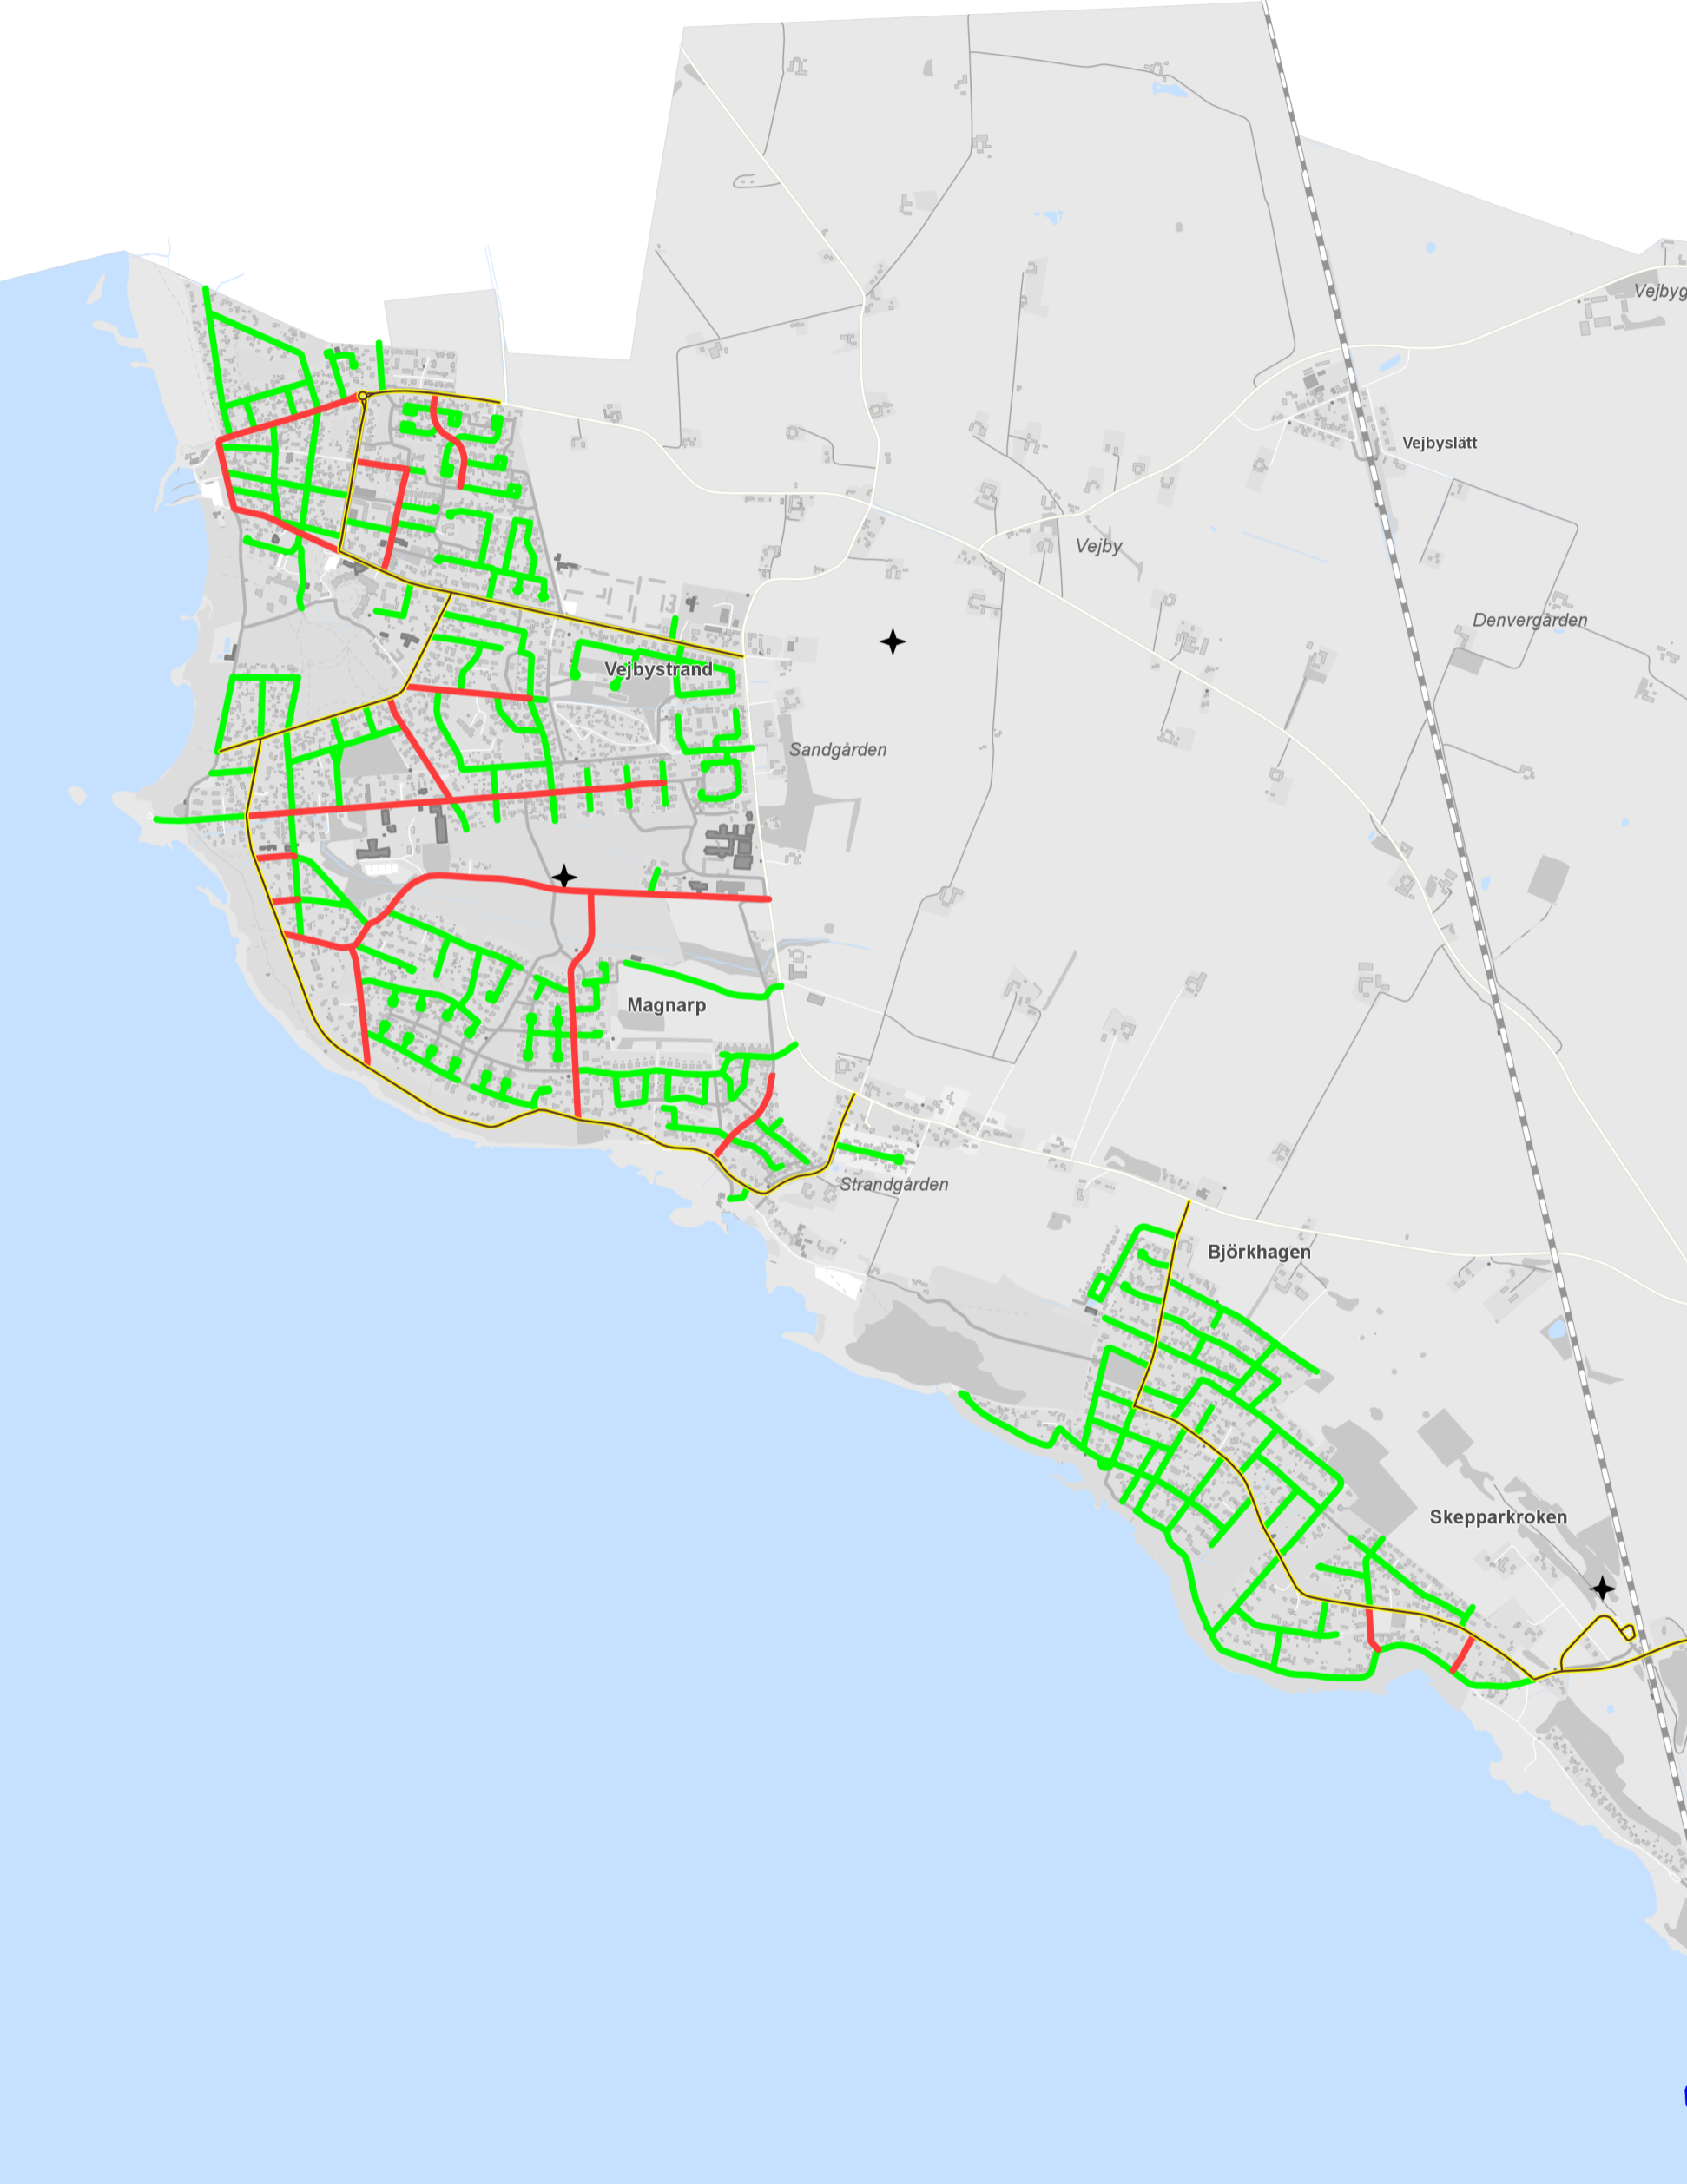 Vejbyg
Vejbyslätt
Vejby
Denvergården
Vejbystrand
Sandgården
Magnarp
Strandgården
Björkhagen
Skepparkroken